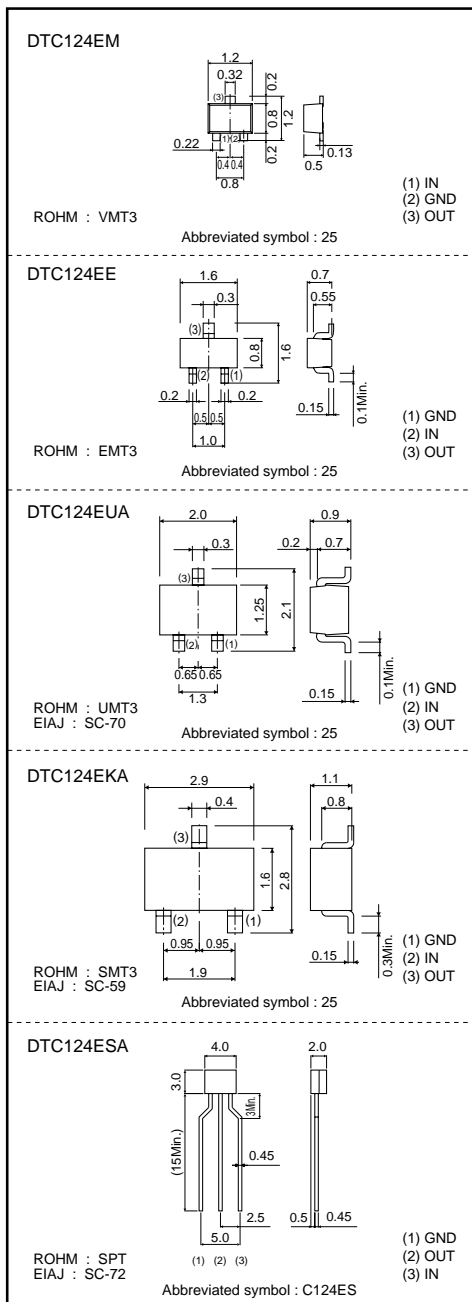 DTC124EM
1.2
0.32
0.2
(3)
0.8
1.2
(1) (2)
0.22
0.4 0.4
0.2
0.13
0.8
0.5
(1) IN
(2) GND
(3) OUT
ROHM : VMT3
Abbreviated symbol : 25
DTC124EE
1.6
0.7
0.3
0.55
(3)
0.8
1.6
(2) (1)
0.2 0.2
0.15
0.1Min.
0.5 0.5
1.0
(1) GND
(2) IN
(3) OUT
ROHM : EMT3
Abbreviated symbol : 25
DTC124EUA
2.0
0.9
0.3
0.2 0.7
(3)
1.25
2.1
(2) (1)
0.65 0.65
0.15
0.1Min.
1.3
(1) GND
(2) IN
(3) OUT
ROHM : UMT3
EIAJ : SC-70
Abbreviated symbol : 25
DTC124EKA
2.9
1.1
0.4
0.8
(3)
1.6
2.8
(2) (1)
0.95 0.95
0.15
0.3Min.
1.9
(1) GND
(2) IN
(3) OUT
ROHM : SMT3
EIAJ : SC-59
Abbreviated symbol : 25
DTC124ESA
4.0
2.0
3.0
3Min.
(15Min.)
0.45
2.5
0.5 0.45
5.0
(1) (2) (3)
(1) GND
(2) OUT
(3) IN
ROHM : SPT
EIAJ : SC-72
Abbreviated symbol : C124ES